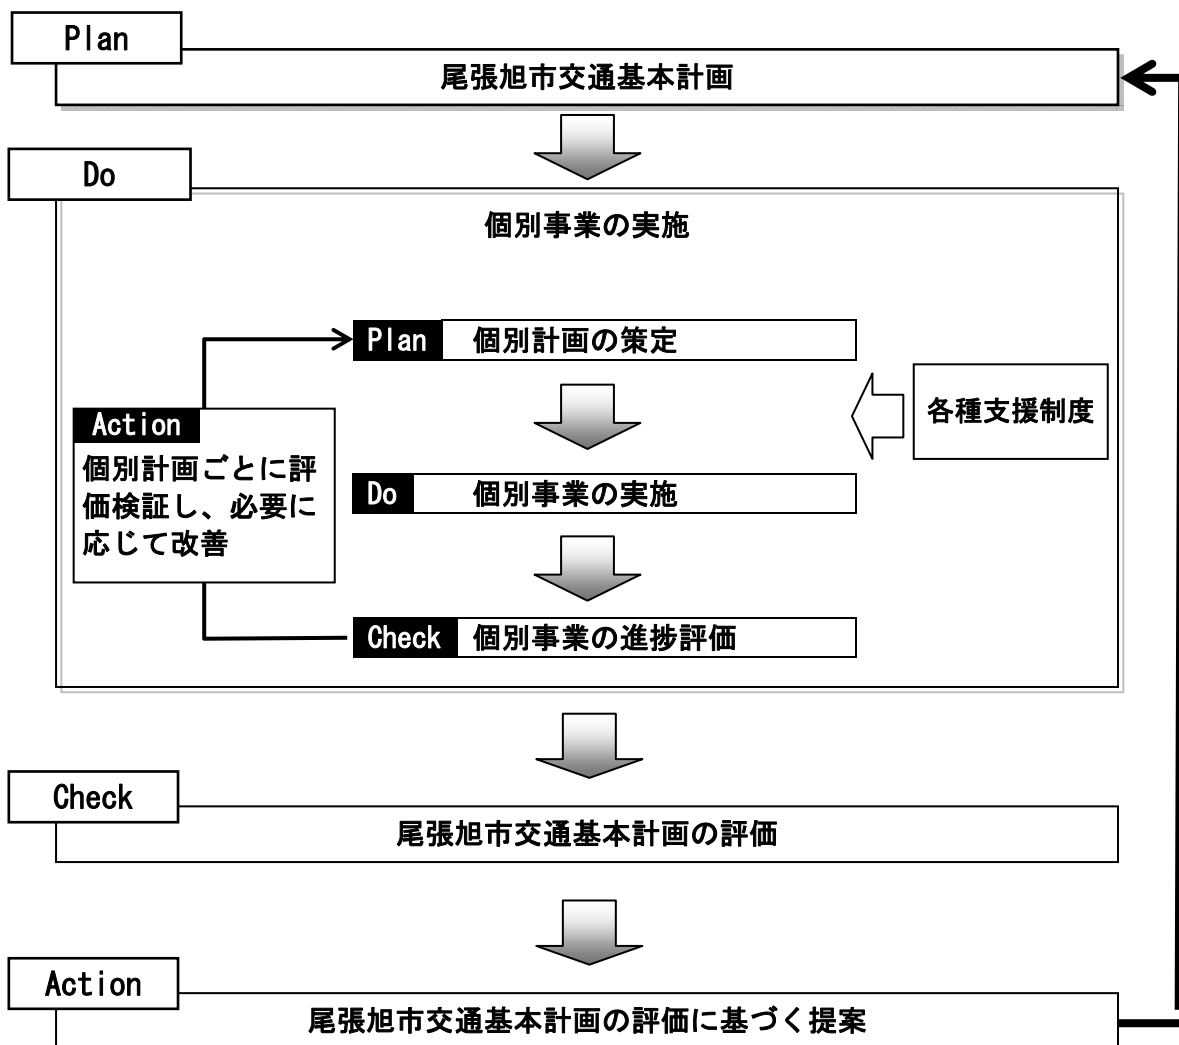 Plan
尾張旭市交通基本計画
Do
個別事業の実施
Plan 個別計画の策定
各種支援制度
Action
個別計画ごとに評
価検証し、必要に
応じて改善
Do 個別事業の実施
Check 個別事業の進捗評価
Check
尾張旭市交通基本計画の評価
Action
尾張旭市交通基本計画の評価に基づく提案